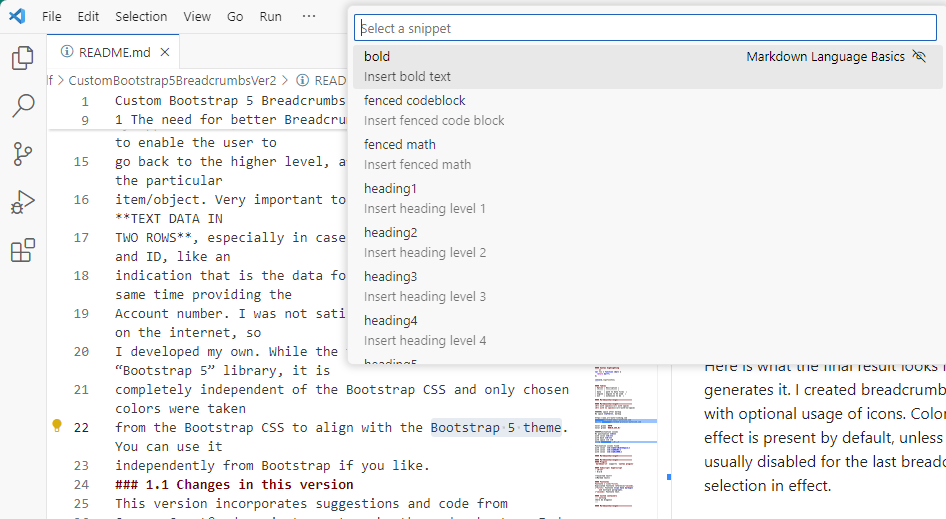 File Edit Selection View Go Run ···
Select a snippet
README.md
bold Markdown Language Basics
Insert bold text
fenced codeblock
Insert fenced code block
fenced math
Insert fenced math
heading1
Insert heading level 1
heading2
Insert heading level 2
heading3
Insert heading level 3
heading4
Insert heading level 4
heading5
lf > CustomBootstrap5BreadcrumbsVer2 > READ
1 Custom Bootstrap 5 Breadcrumbs
9 1 The need for better Breadcru
to enable the user to
15 go back to the higher level, a
the particular
16 item/object. Very important to
**TEXT DATA IN
17 TWO ROWS**, especially in case
and ID, like an
18 indication that is the data fo
same time providing the
19 Account number. I was not sati
on the internet, so
20 I developed my own. While the
“Bootstrap 5” library, it is
21 completely independent of the Bootstrap CSS and only chosen
colors were taken
22 from the Bootstrap CSS to align with the Bootstrap·5·theme.
You can use it
23 independently from Bootstrap if you like.
24 ### 1.1 Changes in this version
25 This version incorporates suggestions and code from
Here is what the final result looks
generates it. I created breadcrumb
with optional usage of icons. Color
effect is present by default, unless
usually disabled for the last breadc
selection in effect.